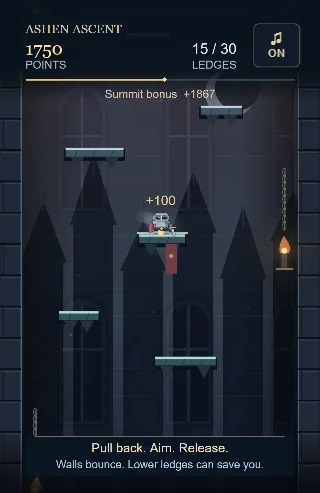 ASHEN ASCENT
1750
POINTS
15 / 30
LEDGES
ON
Summit bonus +1867
+100
Pull back. Aim. Release.
Walls bounce. Lower ledges can save you.